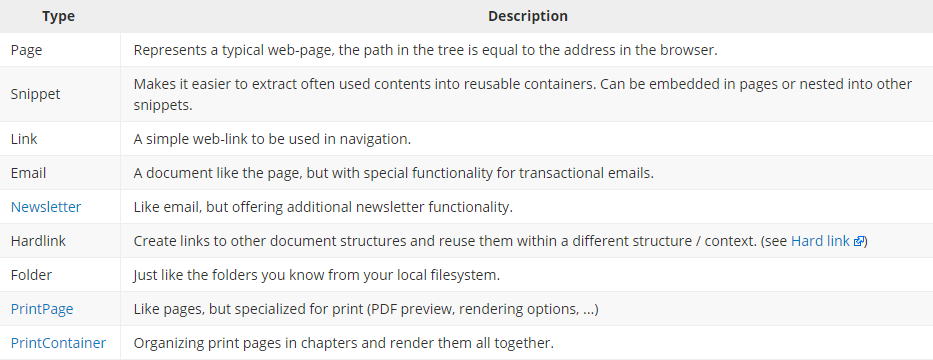 Type Description
Page Represents a typical web-page, the path in the tree is equal to the address in the browser.
Snippet Makes it easier to extract often used contents into reusable containers. Can be embedded in pages or nested into other
snippets.
Link A simple web-link to be used in navigation.
Email A document like the page, but with special functionality for transactional emails.
Newsletter Like email, but offering additional newsletter functionality.
Hardlink Create links to other document structures and reuse them within a different structure / context. (see Hard link)
Folder Just like the folders you know from your local filesystem.
PrintPage Like pages, but specialized for print (PDF preview, rendering options, ...)
PrintContainer Organizing print pages in chapters and render them all together.